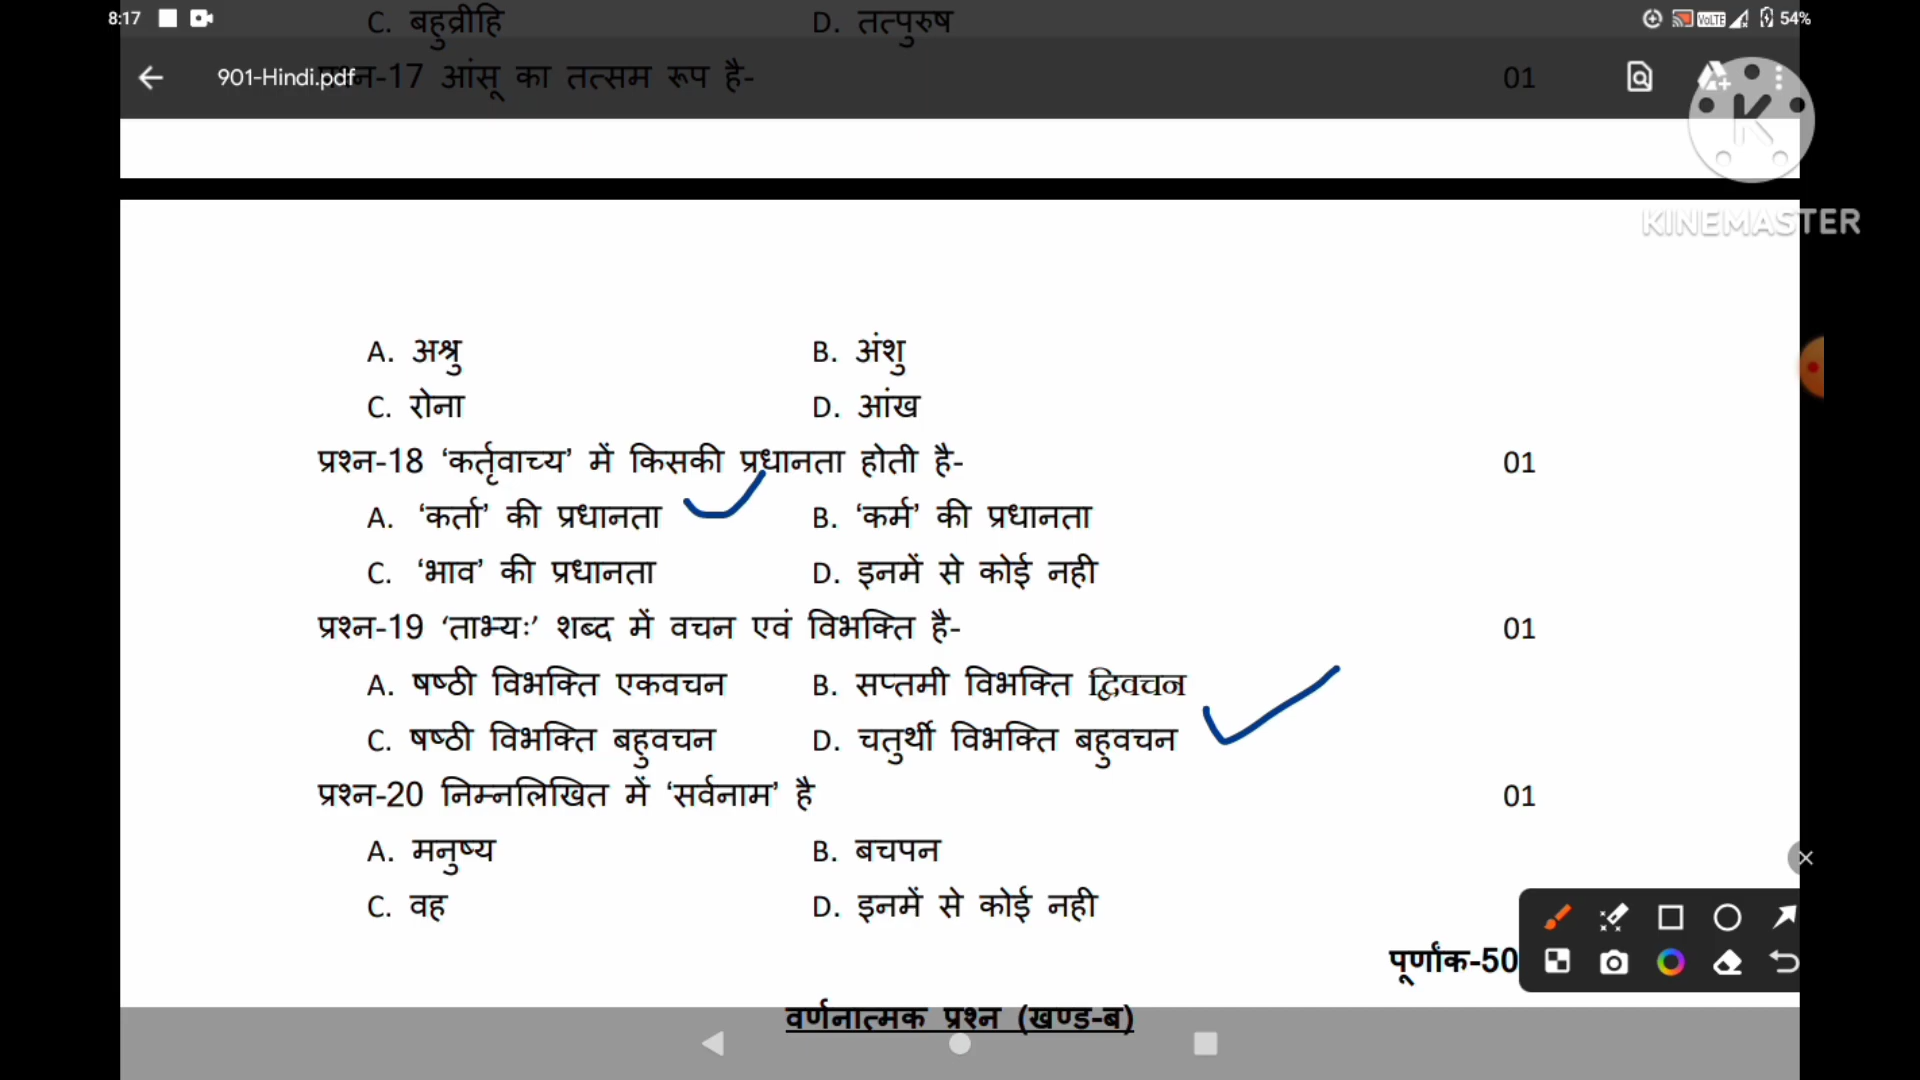 8:17 VoLTE 54%
C. बहुव्रीहि D. तत्पुरुष
901-Hindi.pdf
प्रश्न-17 आंसू का तत्सम रूप है- 01
K
KINEMASTER
A. अश्रु B. अंशु
C. रोना D. आंख
प्रश्न-18 ‘कर्तृवाच्य’ में किसकी प्रधानता होती है- 01
A. ‘कर्ता’ की प्रधानता B. ‘कर्म’ की प्रधानता
C. ‘भाव’ की प्रधानता D. इनमें से कोई नही
प्रश्न-19 ‘ताभ्यः’ शब्द में वचन एवं विभक्ति है- 01
A. षष्ठी विभक्ति एकवचन B. सप्तमी विभक्ति द्विवचन
C. षष्ठी विभक्ति बहुवचन D. चतुर्थी विभक्ति बहुवचन
प्रश्न-20 निम्नलिखित में ‘सर्वनाम’ है 01
A. मनुष्य B. बचपन
C. वह D. इनमें से कोई नही
पूर्णांक-50
वर्णनात्मक प्रश्न (खण्ड-ब)